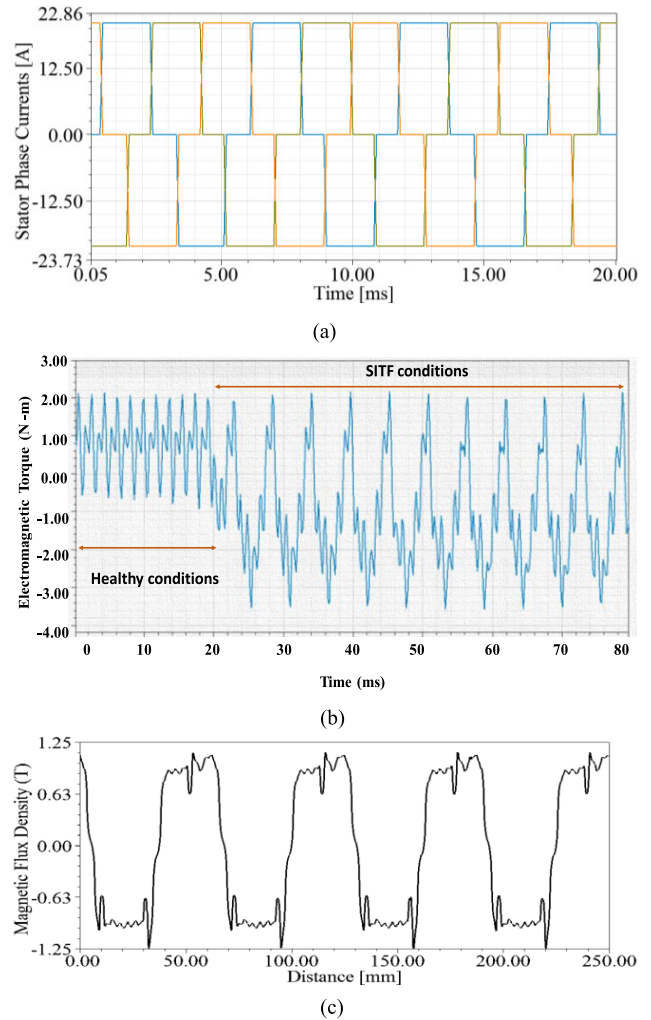 22.86
12.50
0.00
-12.50
-23.73
Stator Phase Currents [A]
0.05 5.00 10.00 15.00 20.00
Time [ms]
(a)
3.00
2.00
1.00
0.00
-1.00
-2.00
-3.00
-4.00
Electromagnetic Torque (N -m)
SITF conditions
Healthy conditions
0 10 20 30 40 50 60 70 80
Time (ms)
(b)
1.25
0.63
0.00
-0.63
-1.25
Magnetic Flux Density (T)
0.00 50.00 100.00 150.00 200.00 250.00
Distance [mm]
(c)